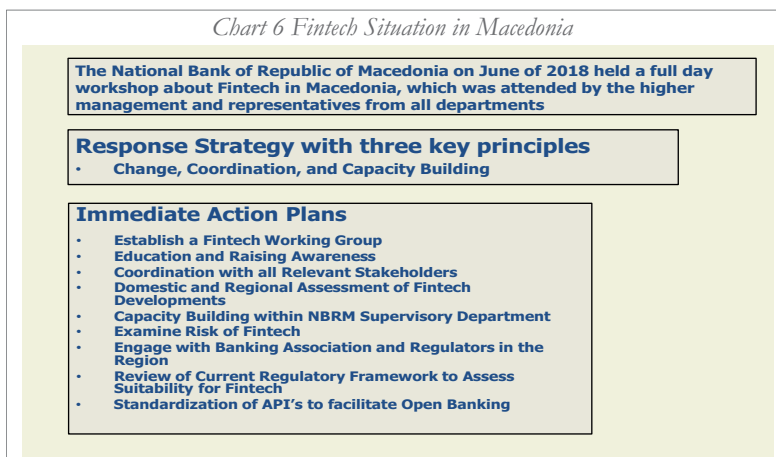 Chart 6 Fintech Situation in Macedonia
The National Bank of Republic of Macedonia on June of 2018 held a full day
workshop about Fintech in Macedonia, which was attended by the higher
management and representatives from all departments
Response Strategy with three key principles
• Change, Coordination, and Capacity Building
Immediate Action Plans
• Establish a Fintech Working Group
• Education and Raising Awareness
• Coordination with all Relevant Stakeholders
• Domestic and Regional Assessment of Fintech
Developments
• Capacity Building within NBRM Supervisory Department
• Examine Risk of Fintech
• Engage with Banking Association and Regulators in the
Region
• Review of Current Regulatory Framework to Assess
Suitability for Fintech
• Standardization of API's to facilitate Open Banking